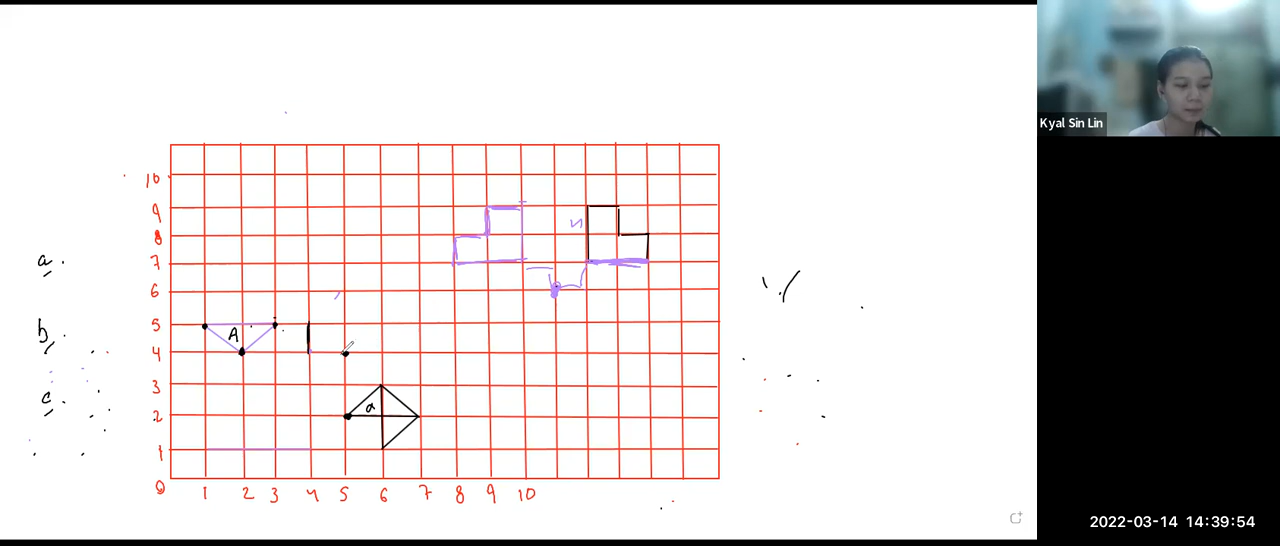 Kyal Sin Lin
10
9
8
7
6
5
4
3
2
1
0
1 2 3 4 5 6 7 8 9 10
a.
b.
c.
A
a
2022-03-14 14:39:54